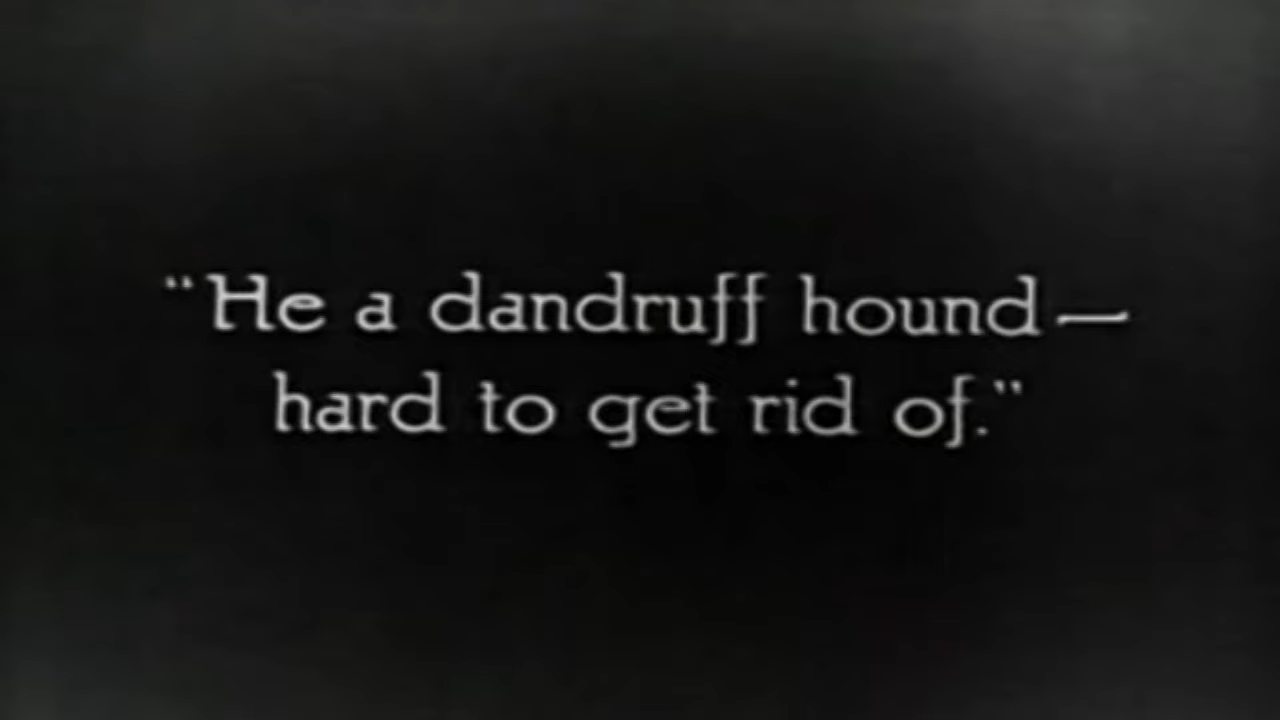 "He a dandruff hound—
hard to get rid of."